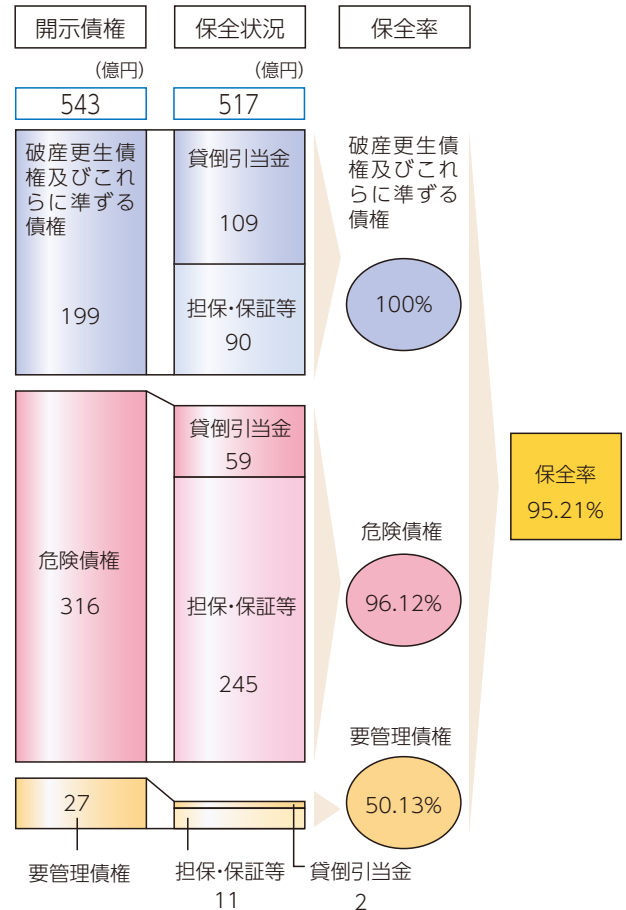 開示債権
保全状況
保全率
(億円)
(億円)
543
517
破産更生債
権及びこれ
らに準ずる
債権
199
貸倒引当金
109
担保・保証等
90
破産更生債
権及びこれ
らに準ずる
債権
100%
危険債権
316
貸倒引当金
59
担保・保証等
245
危険債権
96.12%
保全率
95.21%
27
要管理債権
担保・保証等
11
貸倒引当金
2
要管理債権
50.13%